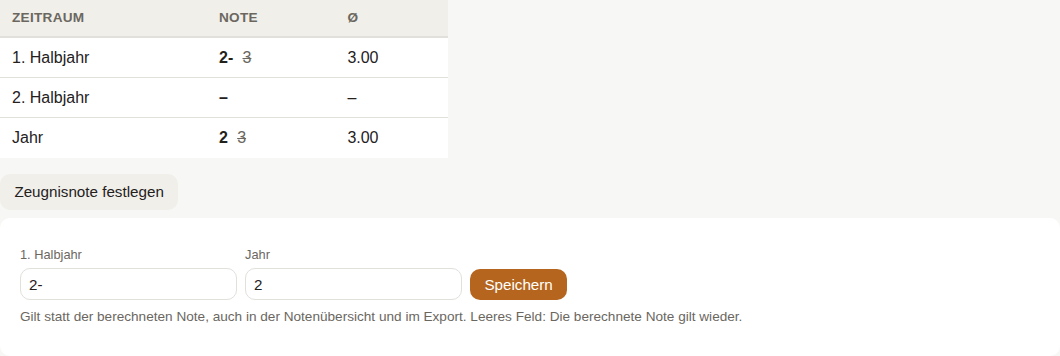 ZEITRAUM NOTE Ø
1. Halbjahr 2- 3 3.00
2. Halbjahr – –
Jahr 2 3 3.00
Zeugnisnote festlegen
1. Halbjahr Jahr
2- 2 Speichern
Gilt statt der berechneten Note, auch in der Notenübersicht und im Export. Leeres Feld: Die berechnete Note gilt wieder.